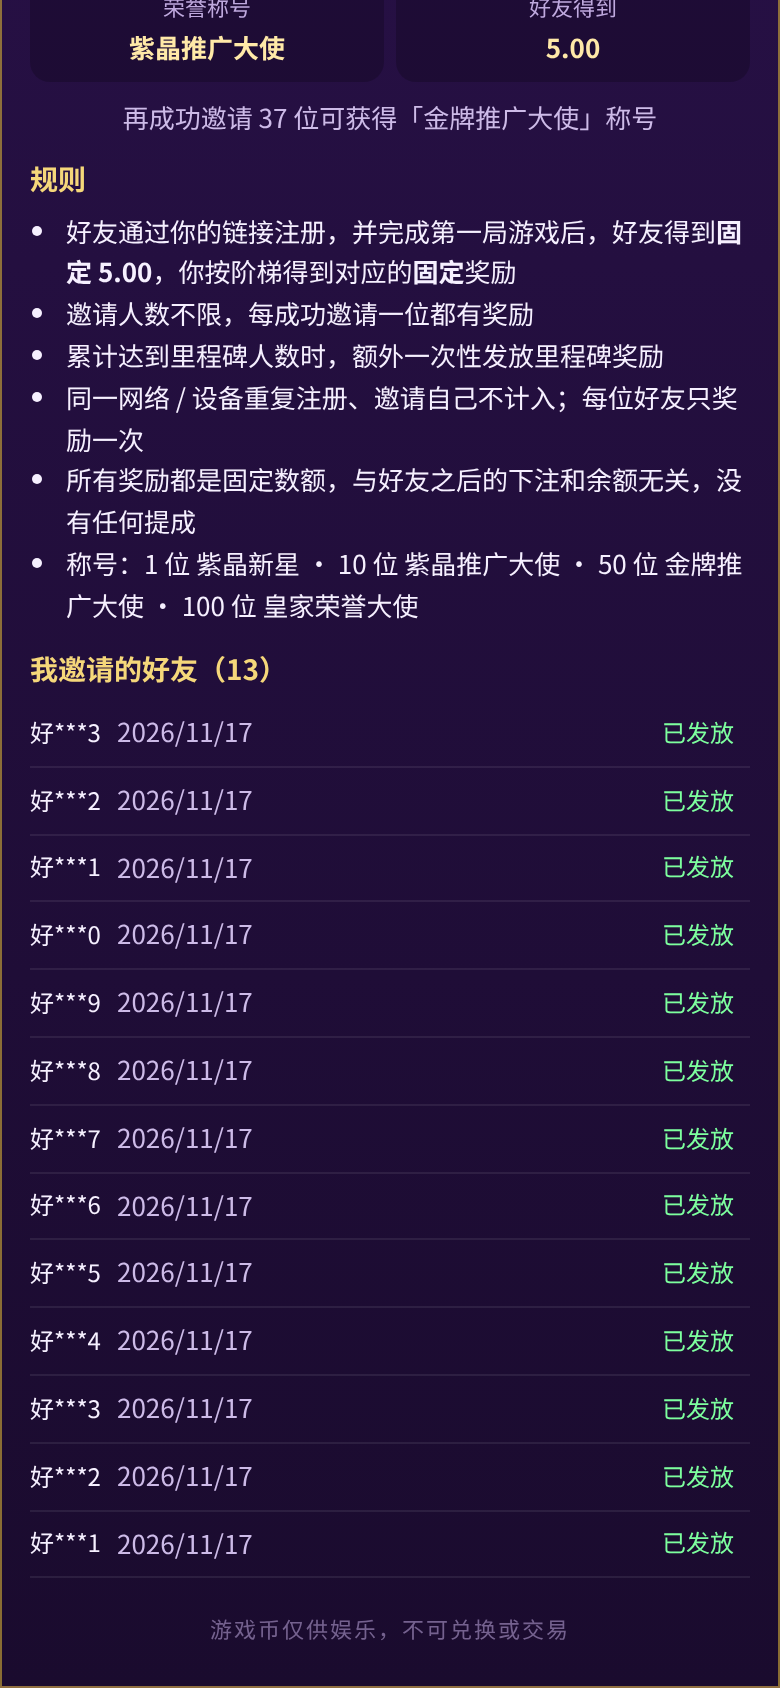 荣誉称号
好友得到
紫晶推广大使
5.00
再成功邀请 37 位可获得「金牌推广大使」称号
规则
• 好友通过你的链接注册，并完成第一局游戏后，好友得到固
定 5.00，你按阶梯得到对应的固定奖励
• 邀请人数不限，每成功邀请一位都有奖励
• 累计达到里程碑人数时，额外一次性发放里程碑奖励
• 同一网络 / 设备重复注册、邀请自己不计入；每位好友只奖
励一次
• 所有奖励都是固定数额，与好友之后的下注和余额无关，没
有任何提成
• 称号：1 位 紫晶新星 · 10 位 紫晶推广大使 · 50 位 金牌推
广大使 · 100 位 皇家荣誉大使
我邀请的好友（13）
好***3 2026/11/17 已发放
好***2 2026/11/17 已发放
好***1 2026/11/17 已发放
好***0 2026/11/17 已发放
好***9 2026/11/17 已发放
好***8 2026/11/17 已发放
好***7 2026/11/17 已发放
好***6 2026/11/17 已发放
好***5 2026/11/17 已发放
好***4 2026/11/17 已发放
好***3 2026/11/17 已发放
好***2 2026/11/17 已发放
好***1 2026/11/17 已发放
游戏币仅供娱乐，不可兑换或交易